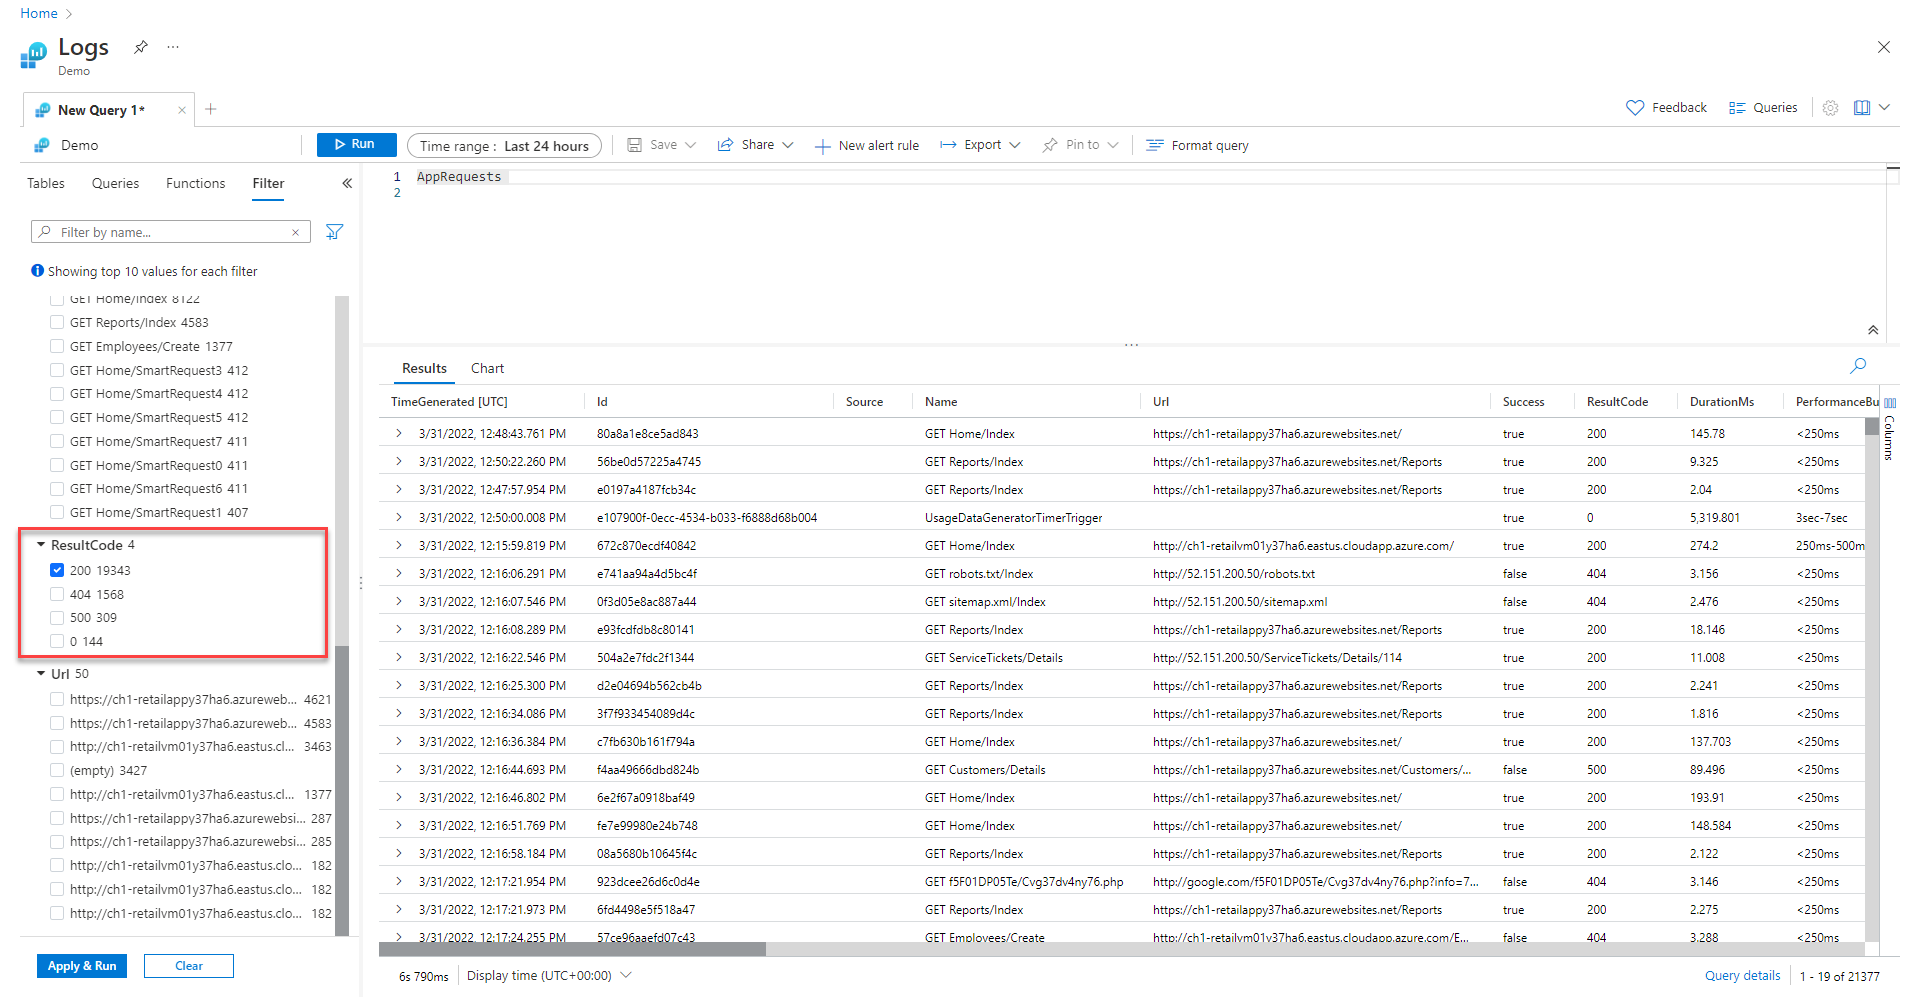 Home
Logs
Demo
New Query 1*
Feedback
Queries
Demo
Run
Time range : Last 24 hours
Save
Share
New alert rule
Export
Pin to
Format query
Tables
Queries
Functions
Filter
1 AppRequests
2
Filter by name...
Showing top 10 values for each filter
GET Home/Index 8122
GET Reports/Index 4583
GET Employees/Create 1377
GET Home/SmartRequest3 412
GET Home/SmartRequest4 412
GET Home/SmartRequest5 412
GET Home/SmartRequest7 411
GET Home/SmartRequest0 411
GET Home/SmartRequest6 411
GET Home/SmartRequest1 407
ResultCode 4
200 19343
404 1568
500 309
0 144
Url 50
https://ch1-retailappy37ha6.azureweb... 4621
https://ch1-retailappy37ha6.azureweb... 4583
http://ch1-retailvm01y37ha6.eastus.cl... 3463
(empty) 3427
http://ch1-retailvm01y37ha6.eastus.cl... 1377
https://ch1-retailappy37ha6.azurewebsi... 287
https://ch1-retailappy37ha6.azurewebsi... 285
http://ch1-retailvm01y37ha6.eastus.clo... 182
http://ch1-retailvm01y37ha6.eastus.clo... 182
http://ch1-retailvm01y37ha6.eastus.clo... 182
Apply & Run
Clear
Results
Chart
TimeGenerated [UTC] Id Source Name Url Success ResultCode DurationMs PerformanceBu
3/31/2022, 12:48:43.761 PM 80a8a1e8ce5ad843 GET Home/Index https://ch1-retailappy37ha6.azurewebsites.net/ true 200 145.78 <250ms
3/31/2022, 12:50:22.260 PM 56be0d57225a4745 GET Reports/Index https://ch1-retailappy37ha6.azurewebsites.net/Reports true 200 9.325 <250ms
3/31/2022, 12:47:57.954 PM e0197a4187fcb34c GET Reports/Index https://ch1-retailappy37ha6.azurewebsites.net/Reports true 200 2.04 <250ms
3/31/2022, 12:50:00.008 PM e107900f-0ecc-4534-b033-f6888d68b004 UsageDataGeneratorTimerTrigger true 0 5,319.801 3sec-7sec
3/31/2022, 12:15:59.819 PM 672c870ecdf40842 GET Home/Index http://ch1-retailvm01y37ha6.eastus.cloudapp.azure.com/ true 200 274.2 250ms-500m
3/31/2022, 12:16:06.291 PM e741aa94a4d5bc4f GET robots.txt/Index http://52.151.200.50/robots.txt false 404 3.156 <250ms
3/31/2022, 12:16:07.546 PM 0f3d05e8ac887a44 GET sitemap.xml/Index http://52.151.200.50/sitemap.xml false 404 2.476 <250ms
3/31/2022, 12:16:08.289 PM e93fcdfdb8c80141 GET Reports/Index https://ch1-retailappy37ha6.azurewebsites.net/Reports true 200 18.146 <250ms
3/31/2022, 12:16:22.546 PM 504a2e7fdc2f1344 GET ServiceTickets/Details http://52.151.200.50/ServiceTickets/Details/114 true 200 11.008 <250ms
3/31/2022, 12:16:25.300 PM d2e04694b562cb4b GET Reports/Index https://ch1-retailappy37ha6.azurewebsites.net/Reports true 200 2.241 <250ms
3/31/2022, 12:16:34.086 PM 3f7f933454089d4c GET Reports/Index https://ch1-retailappy37ha6.azurewebsites.net/Reports true 200 1.816 <250ms
3/31/2022, 12:16:36.384 PM c7fb630b161f794a GET Home/Index https://ch1-retailappy37ha6.azurewebsites.net/ true 200 137.703 <250ms
3/31/2022, 12:16:44.693 PM f4aa49666dbd824b GET Customers/Details https://ch1-retailappy37ha6.azurewebsites.net/Customers/... false 500 89.496 <250ms
3/31/2022, 12:16:46.802 PM 6e2f67a0918baf49 GET Home/Index https://ch1-retailappy37ha6.azurewebsites.net/ true 200 193.91 <250ms
3/31/2022, 12:16:51.769 PM fe7e99980e24b748 GET Home/Index https://ch1-retailappy37ha6.azurewebsites.net/ true 200 148.584 <250ms
3/31/2022, 12:16:58.184 PM 08a5680b10645f4c GET Reports/Index https://ch1-retailappy37ha6.azurewebsites.net/Reports true 200 2.122 <250ms
3/31/2022, 12:17:21.954 PM 923dcee26d6c0d4e GET f5F01DP05Te/Cvg37dv4ny76.php http://google.com/f5F01DP05Te/Cvg37dv4ny76.php?info=7... false 404 3.146 <250ms
3/31/2022, 12:17:21.973 PM 6fd4498e5f518a47 GET Reports/Index https://ch1-retailappy37ha6.azurewebsites.net/Reports true 200 2.275 <250ms
3/31/2022, 12:17:24.255 PM 57ce96aaefd07c43 GET Employees/Create http://ch1-retailvm01y37ha6.eastus.cloudapp.azure.com/E... false 404 3.288 <250ms
Columns
6s 790ms
Display time (UTC+00:00)
Query details
1 - 19 of 21377